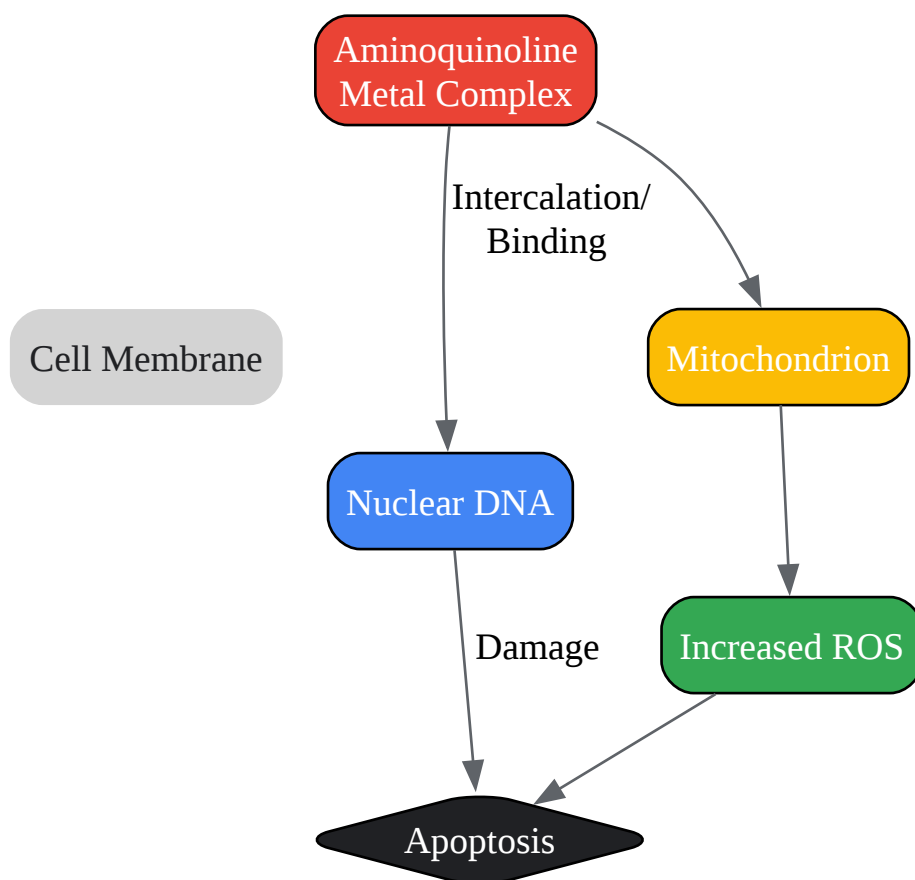 Aminoquinoline
Metal Complex
Intercalation/
Binding
Cell Membrane
Mitochondrion
Nuclear DNA
Damage
Increased ROS
Apoptosis